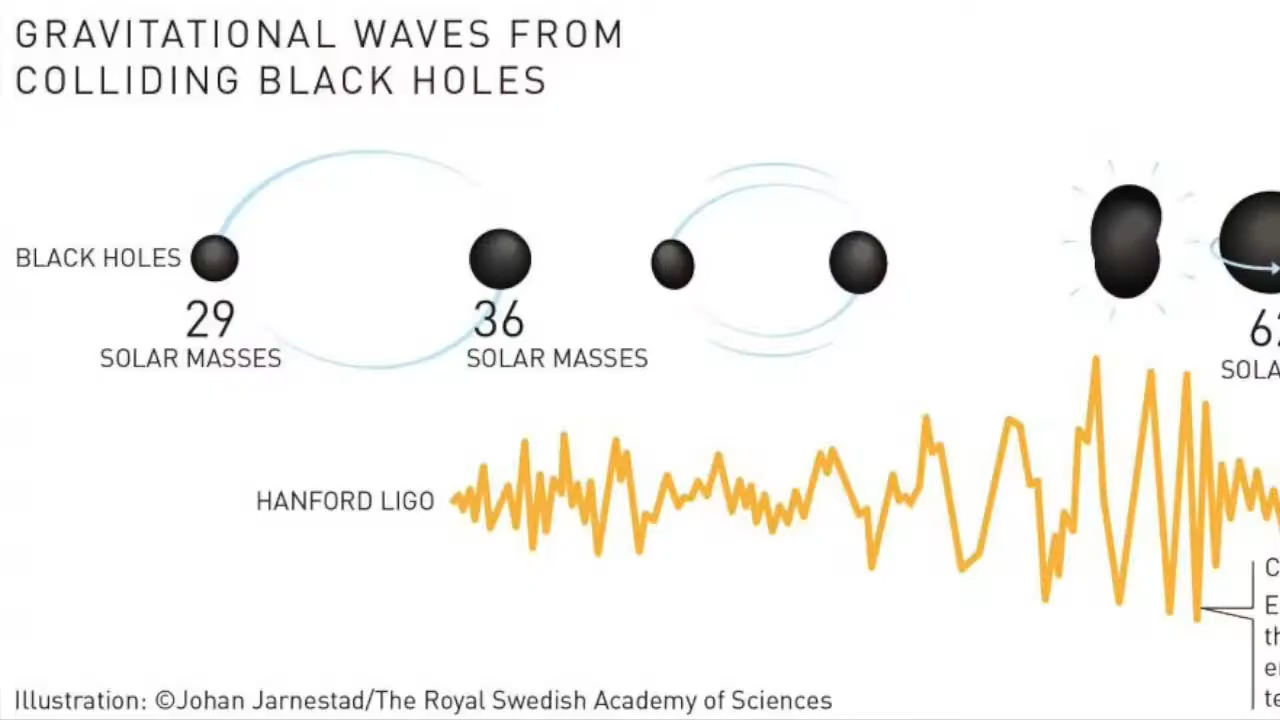 GRAVITATIONAL WAVES FROM
COLLIDING BLACK HOLES
BLACK HOLES
29
SOLAR MASSES
36
SOLAR MASSES
HANFORD LIGO
Illustration: ©Johan Jarnestad/The Royal Swedish Academy of Sciences